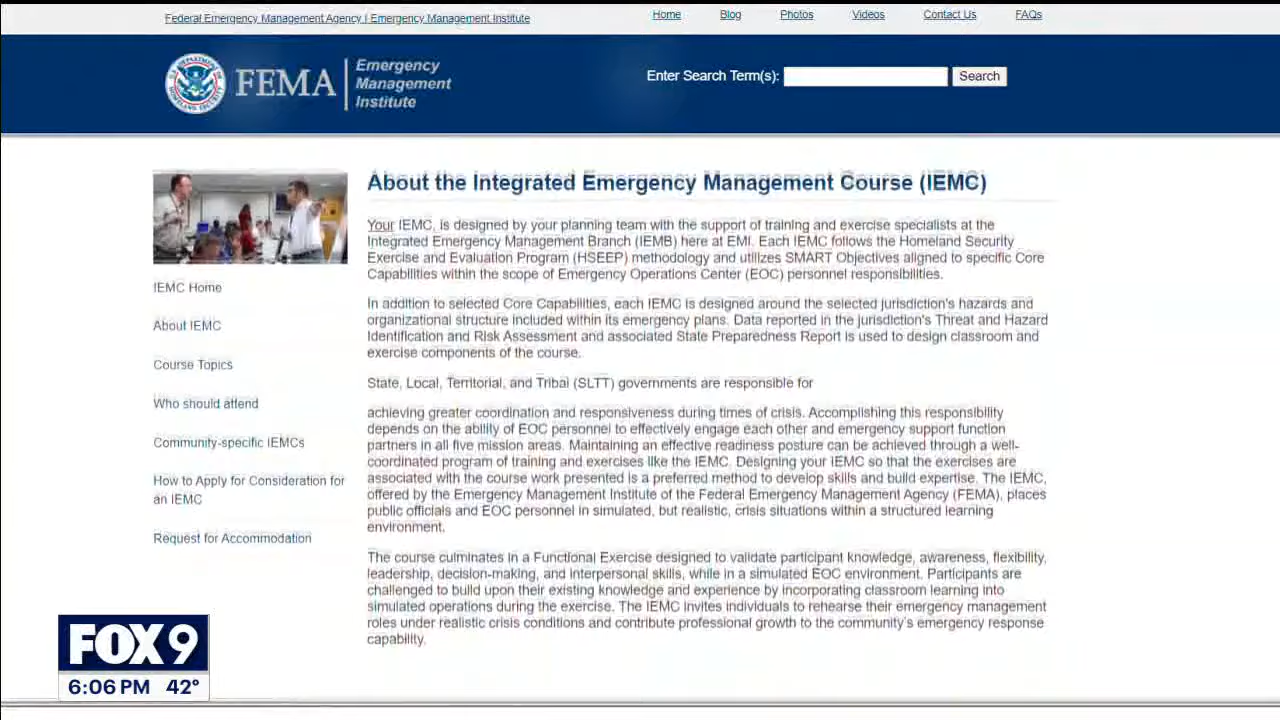 Federal Emergency Management Agency | Emergency Management Institute
Home Blog Photos Videos Contact Us FAQs
FEMA
Emergency
Management
Institute
Enter Search Term(s):
Search
IEMC Home
About IEMC
Course Topics
Who should attend
Community-specific IEMCs
How to Apply for Consideration for
an IEMC
Request for Accommodation
About the Integrated Emergency Management Course (IEMC)
Your IEMC, is designed by your planning team with the support of training and exercise specialists at the
Integrated Emergency Management Branch (IEMB) here at EMI. Each IEMC follows the Homeland Security
Exercise and Evaluation Program (HSEEP) methodology and utilizes SMART Objectives aligned to specific Core
Capabilities within the scope of Emergency Operations Center (EOC) personnel responsibilities.
In addition to selected Core Capabilities, each IEMC is designed around the selected jurisdiction's hazards and
organizational structure included within its emergency plans. Data reported in the jurisdiction's Threat and Hazard
Identification and Risk Assessment and associated State Preparedness Report is used to design classroom and
exercise components of the course.
State, Local, Territorial, and Tribal (SLTT) governments are responsible for
achieving greater coordination and responsiveness during times of crisis. Accomplishing this responsibility
depends on the ability of EOC personnel to effectively engage each other and emergency support function
partners in all five mission areas. Maintaining an effective readiness posture can be achieved through a well-
coordinated program of training and exercises like the IEMC. Designing your IEMC so that the exercises are
associated with the course work presented is a preferred method to develop skills and build expertise. The IEMC,
offered by the Emergency Management Institute of the Federal Emergency Management Agency (FEMA), places
public officials and EOC personnel in simulated, but realistic, crisis situations within a structured learning
environment.
The course culminates in a Functional Exercise designed to validate participant knowledge, awareness, flexibility,
leadership, decision-making, and interpersonal skills, while in a simulated EOC environment. Participants are
challenged to build upon their existing knowledge and experience by incorporating classroom learning into
simulated operations during the exercise. The IEMC invites individuals to rehearse their emergency management
roles under realistic crisis conditions and contribute professional growth to the community's emergency response
capability.
FOX 9
6:06 PM 42°